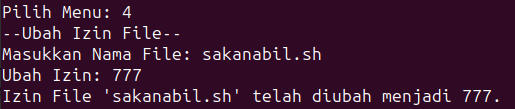 Pilih Menu: 4
--Ubah Izin File--
Masukkan Nama File: sakanabil.sh
Ubah Izin: 777
Izin File 'sakanabil.sh' telah diubah menjadi 777.